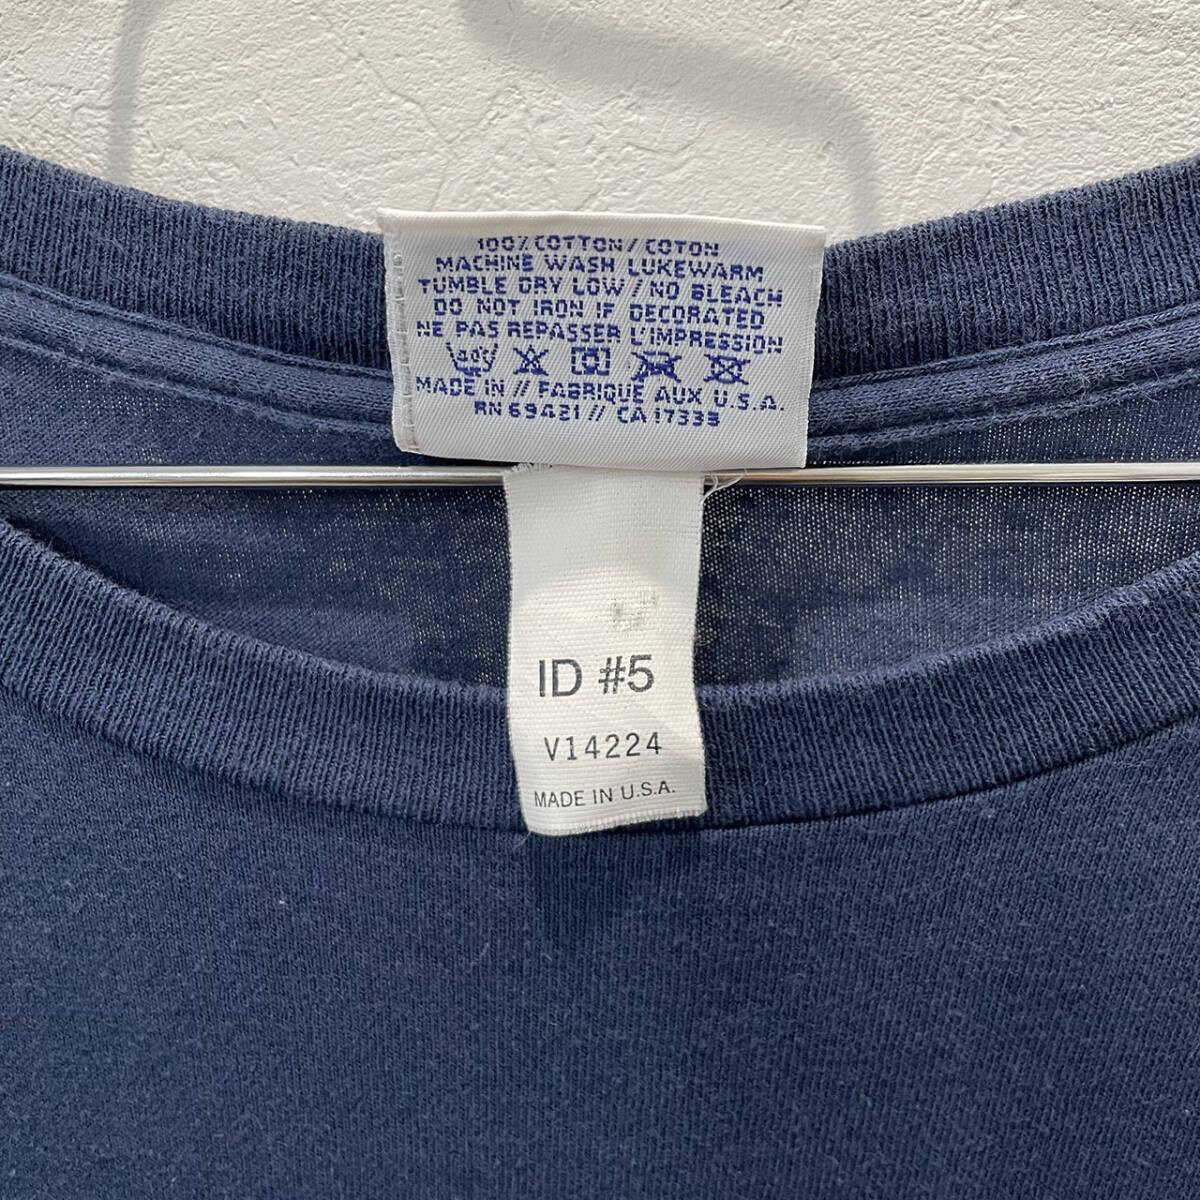 100% COTTON / COTON
MACHINE WASH LUKEWARM
TUMBLE DRY LOW / NO BLEACH
DO NOT IRON IF DECORATED
NE PAS REPASSER L'IMPRESSION
MADE IN // FABRIQUE AUX U.S.A.
RN 69421 // CA 17333
ID #5
V14224
MADE IN U.S.A.